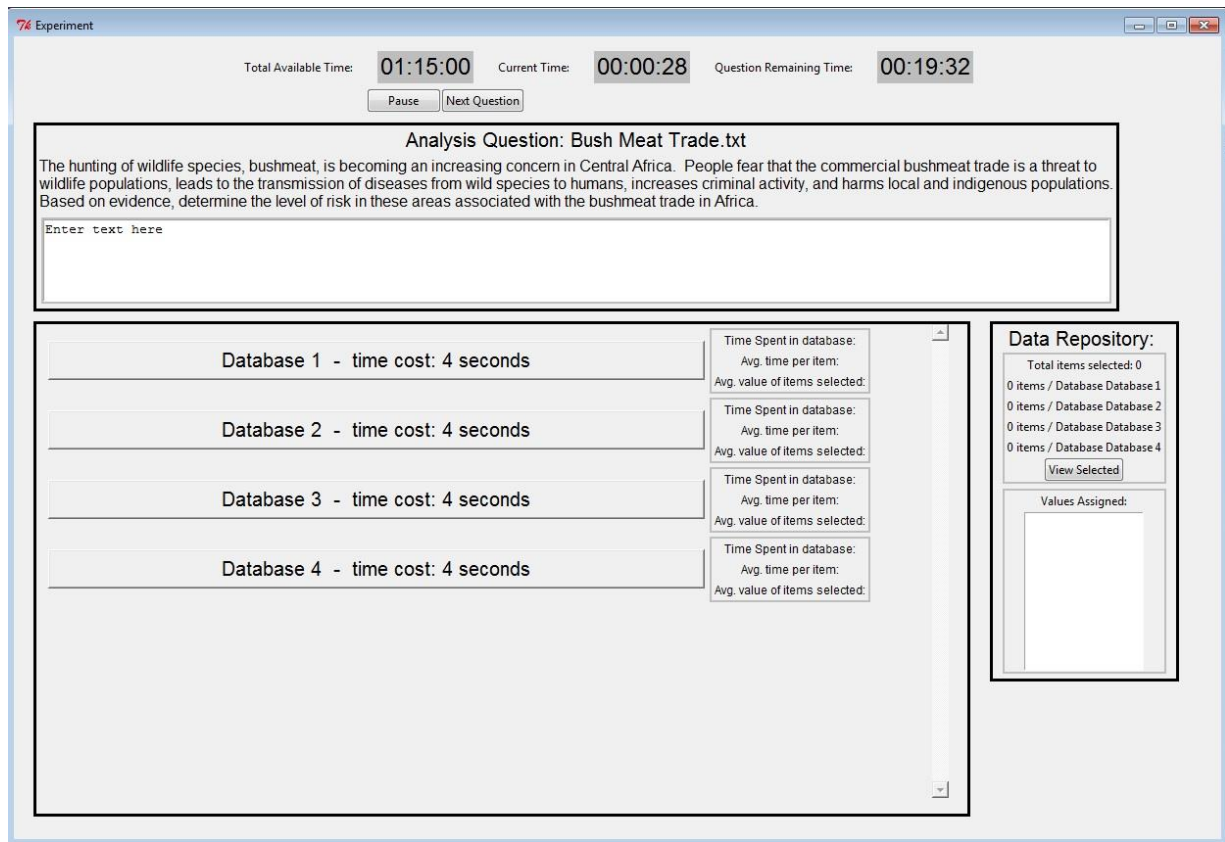 Experiment
Total Available Time: 01:15:00 Current Time: 00:00:28 Question Remaining Time: 00:19:32
Pause Next Question
Analysis Question: Bush Meat Trade.txt
The hunting of wildlife species, bushmeat, is becoming an increasing concern in Central Africa. People fear that the commercial bushmeat trade is a threat to
wildlife populations, leads to the transmission of diseases from wild species to humans, increases criminal activity, and harms local and indigenous populations.
Based on evidence, determine the level of risk in these areas associated with the bushmeat trade in Africa.
Enter text here
Database 1 - time cost: 4 seconds
Time Spent in database:
Avg. time per item:
Avg. value of items selected:
Database 2 - time cost: 4 seconds
Time Spent in database:
Avg. time per item:
Avg. value of items selected:
Database 3 - time cost: 4 seconds
Time Spent in database:
Avg. time per item:
Avg. value of items selected:
Database 4 - time cost: 4 seconds
Time Spent in database:
Avg. time per item:
Avg. value of items selected:
Data Repository:
Total items selected: 0
0 items / Database Database 1
0 items / Database Database 2
0 items / Database Database 3
0 items / Database Database 4
View Selected
Values Assigned: